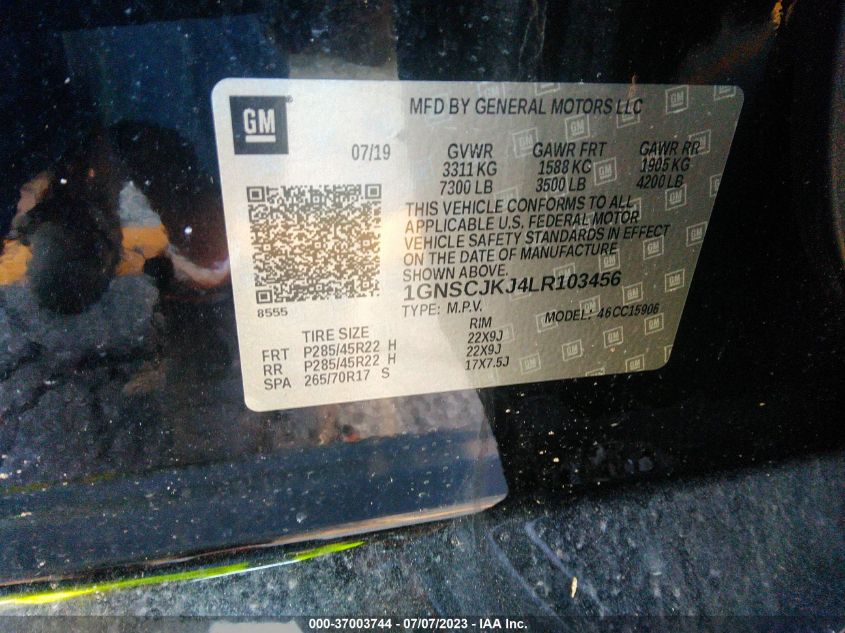 GM ®
MFD BY GENERAL MOTORS LLC
07/19 GVWR GAWR FRT GAWR RR
3311 KG 1588 KG 1905 KG
7300 LB 3500 LB 4200 LB
THIS VEHICLE CONFORMS TO ALL
APPLICABLE U.S. FEDERAL MOTOR
VEHICLE SAFETY STANDARDS IN EFFECT
ON THE DATE OF MANUFACTURE
SHOWN ABOVE.
1GNSCJKJ4LR103456
8555 TYPE: M.P.V. MODEL: 46CC15906
TIRE SIZE RIM
FRT P285/45R22 H 22X9J
RR P285/45R22 H 22X9J
SPA 265/70R17 S 17X7.5J
000-37003744 - 07/07/2023 - IAA Inc.